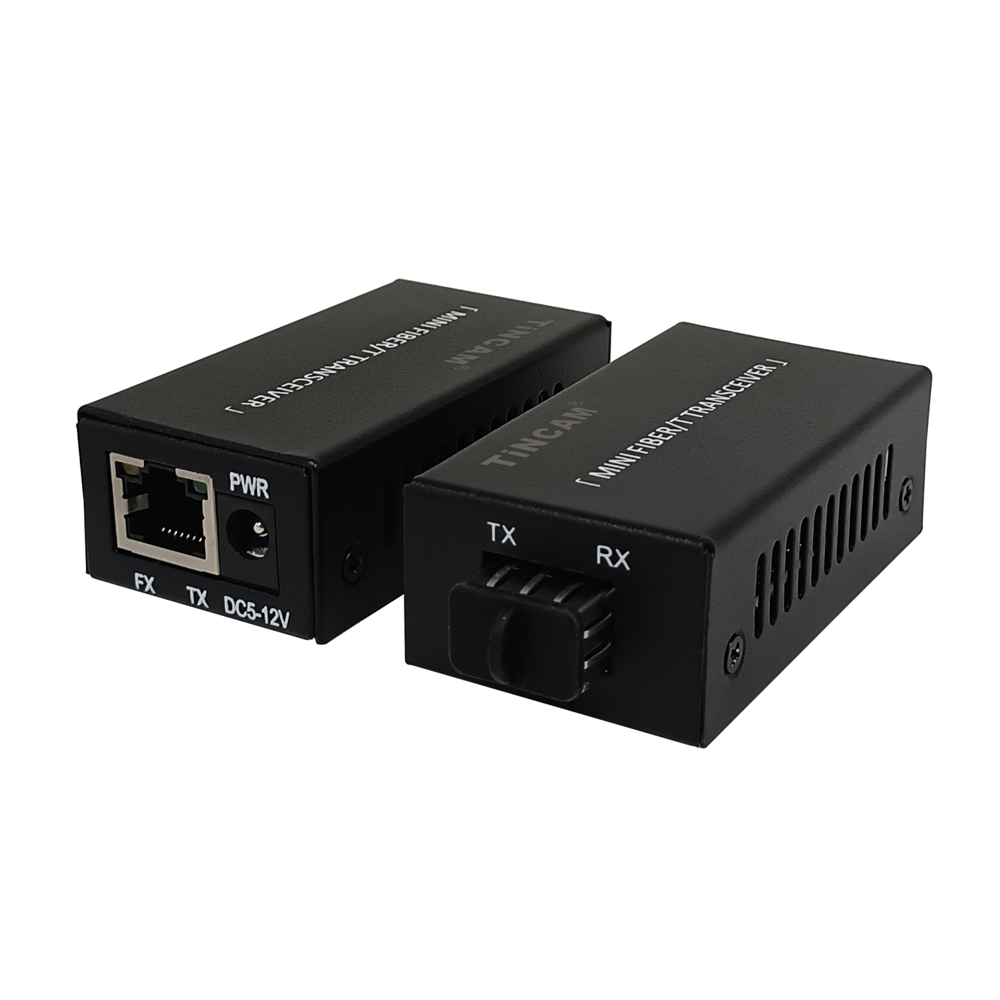 TiNCAM®
「 MINI FIBER/T TRANSCEIVER 」
PWR
FX TX DC5-12V
TiNCAM®
「 MINI FIBER/T TRANSCEIVER 」
TX RX